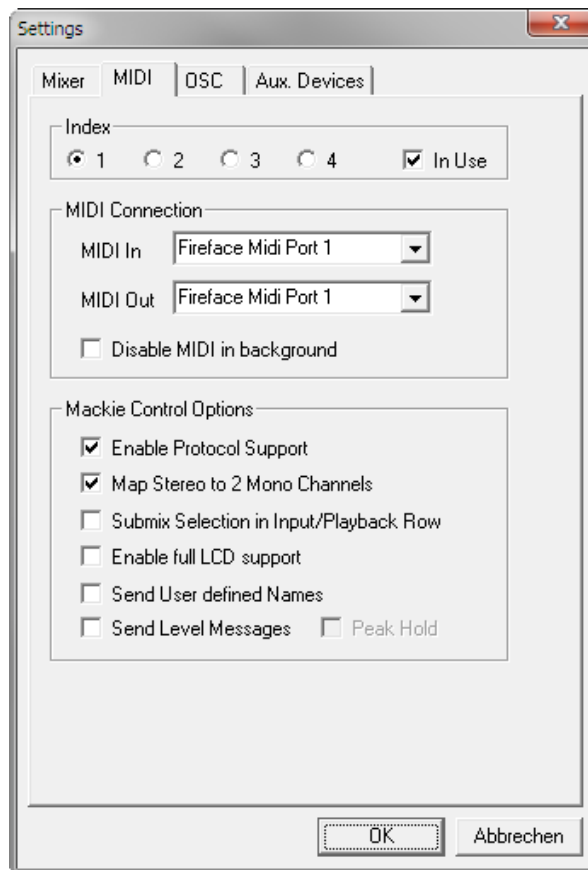 Settings
Mixer MIDI OSC Aux. Devices
Index
1 2 3 4 In Use
MIDI Connection
MIDI In Fireface Midi Port 1
MIDI Out Fireface Midi Port 1
Disable MIDI in background
Mackie Control Options
Enable Protocol Support
Map Stereo to 2 Mono Channels
Submix Selection in Input/Playback Row
Enable full LCD support
Send User defined Names
Send Level Messages Peak Hold
OK Abbrechen